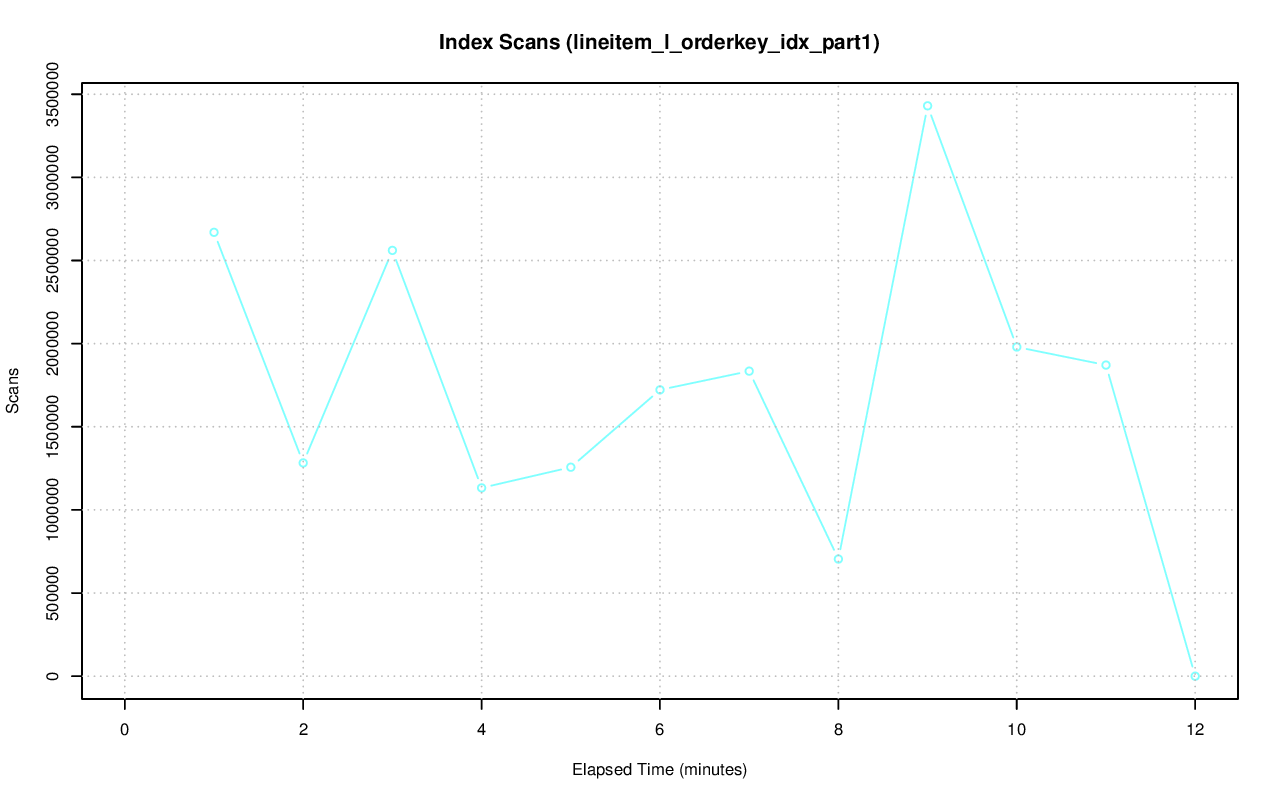 Index Scans (lineitem_l_orderkey_idx_part1)
3500000
3000000
2500000
2000000
1500000
1000000
500000
0
Scans
0 2 4 6 8 10 12
Elapsed Time (minutes)